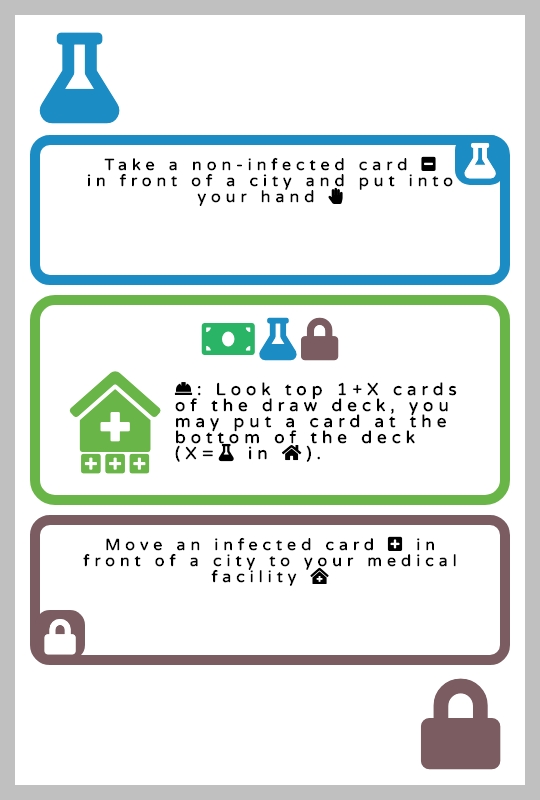 Take a non-infected card
in front of a city and put into
your hand
: Look top 1+X cards
of the draw deck, you
may put a card at the
bottom of the deck
(X= in ).
Move an infected card in
front of a city to your medical
facility